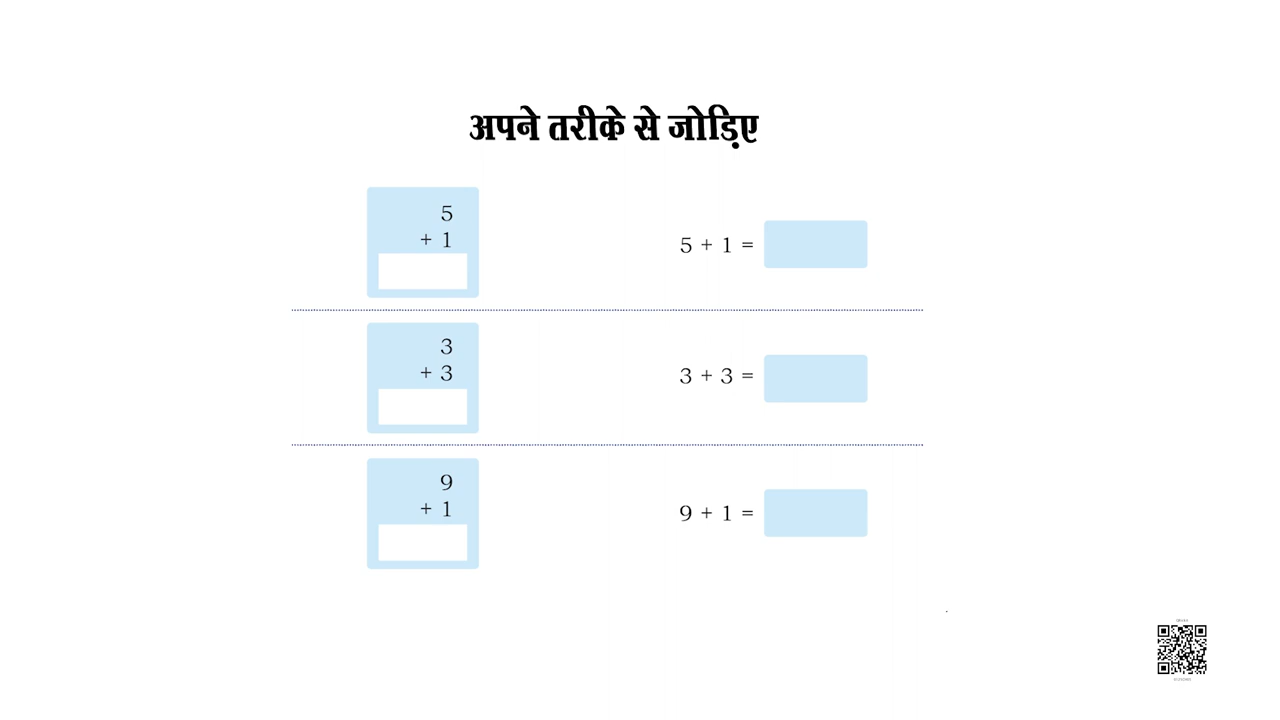 अपने तरीके से जोड़िए
5
+ 1
5 + 1 =
3
+ 3
3 + 3 =
9
+ 1
9 + 1 =